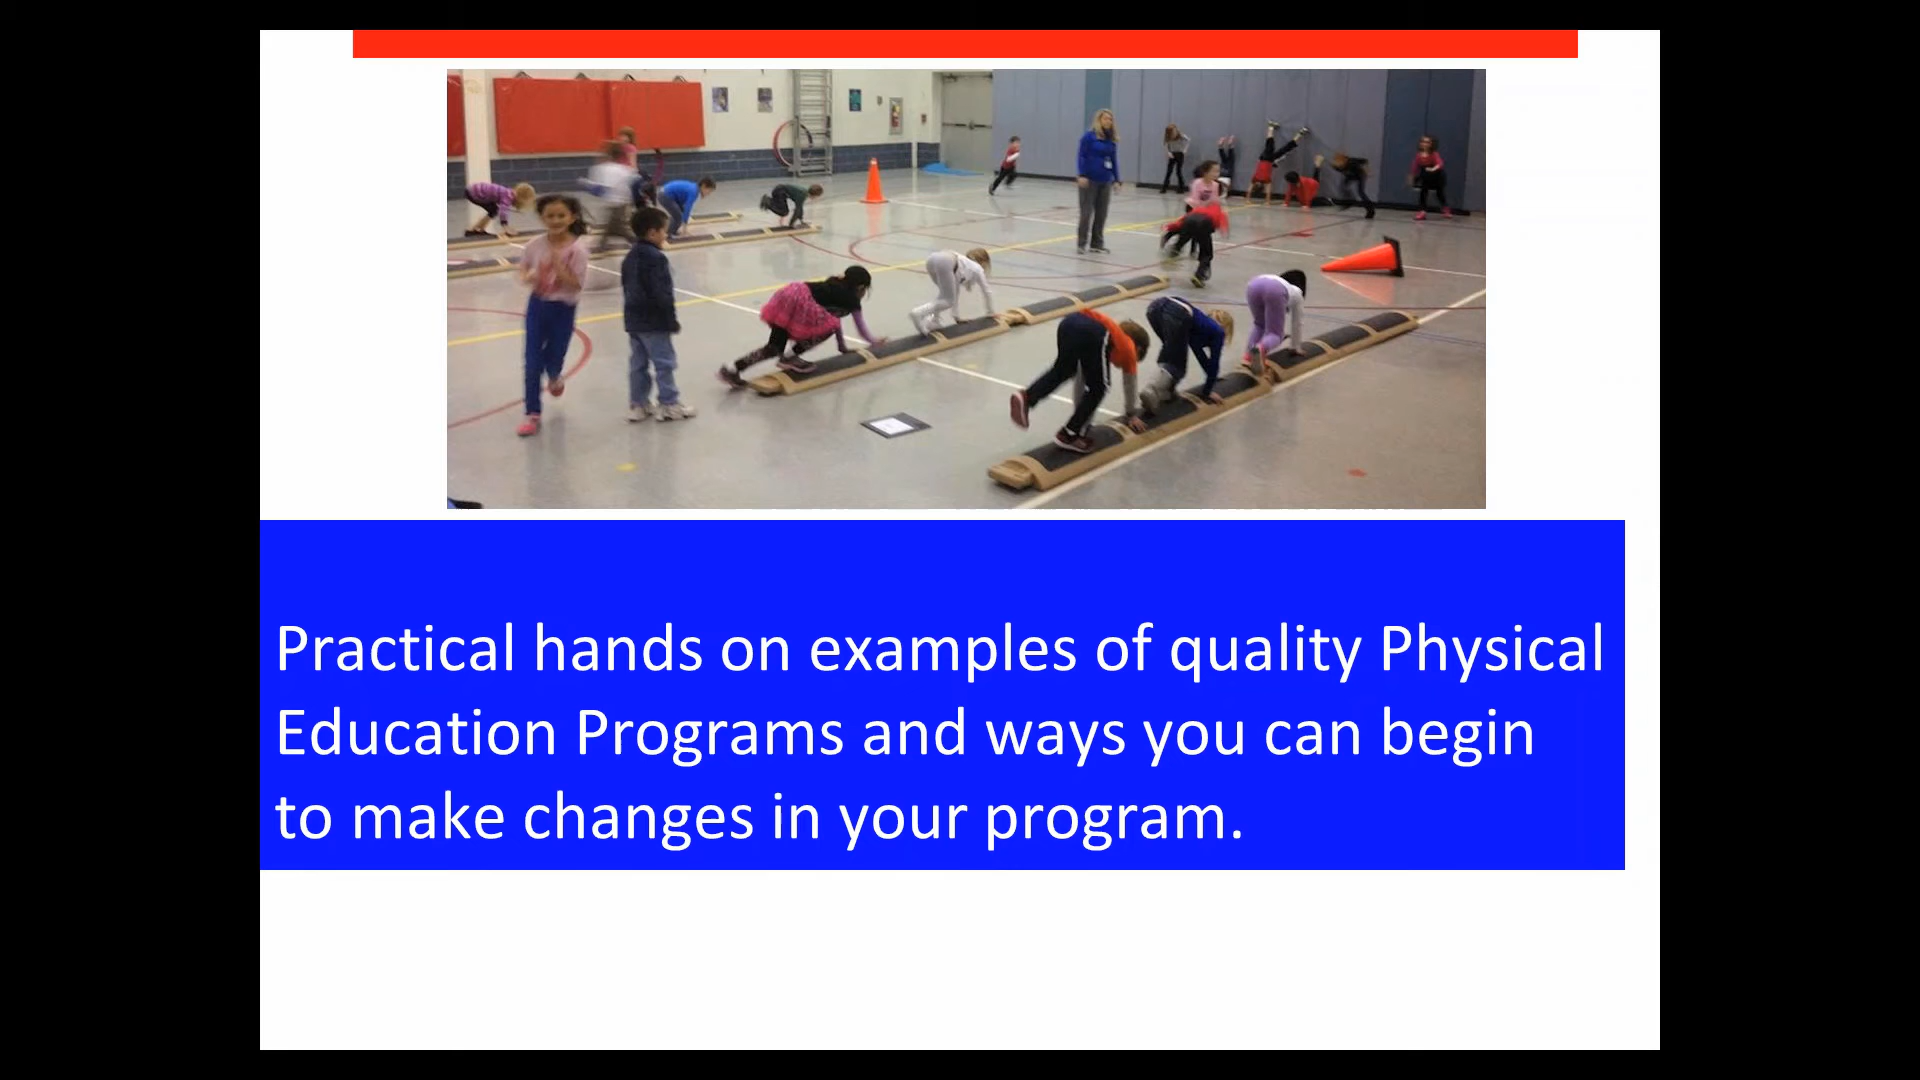 Practical hands on examples of quality Physical
Education Programs and ways you can begin
to make changes in your program.